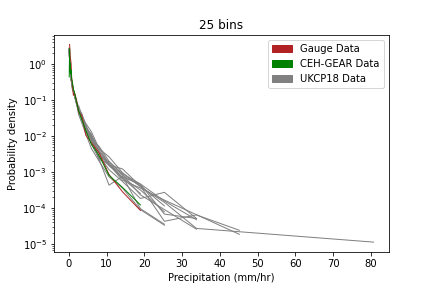 25 bins
Gauge Data
CEH-GEAR Data
UKCP18 Data
Probability density
10⁰
10⁻¹
10⁻²
10⁻³
10⁻⁴
10⁻⁵
0 10 20 30 40 50 60 70 80
Precipitation (mm/hr)